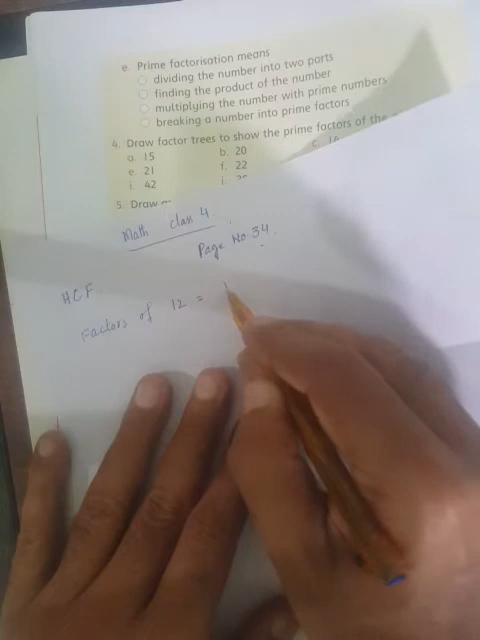 e. Prime factorisation means
dividing the number into two parts
finding the product of the number
multiplying the number with prime numbers
breaking a number into prime factors
4. Draw factor trees to show the prime factors of the
a. 15 b. 20 c.
e. 21 f. 22
i. 42
5. Draw
Math class 4
Page No 34.
HCF
Factors of 12 =